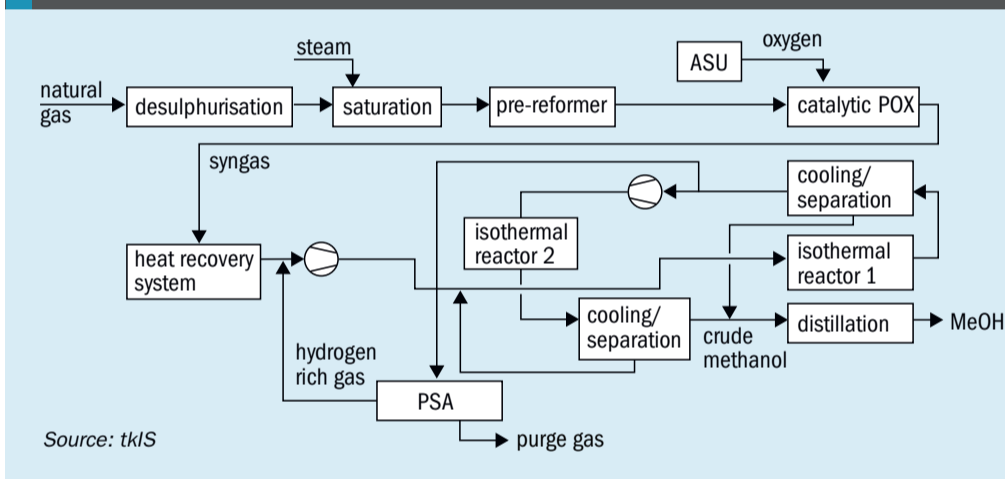 steam
oxygen
ASU
natural
gas
desulphurisation
saturation
pre-reformer
catalytic POX
syngas
cooling/
separation
isothermal
reactor 2
isothermal
reactor 1
heat recovery
system
cooling/
separation
crude
methanol
distillation
MeOH
hydrogen
rich gas
PSA
Source: tkIS
purge gas